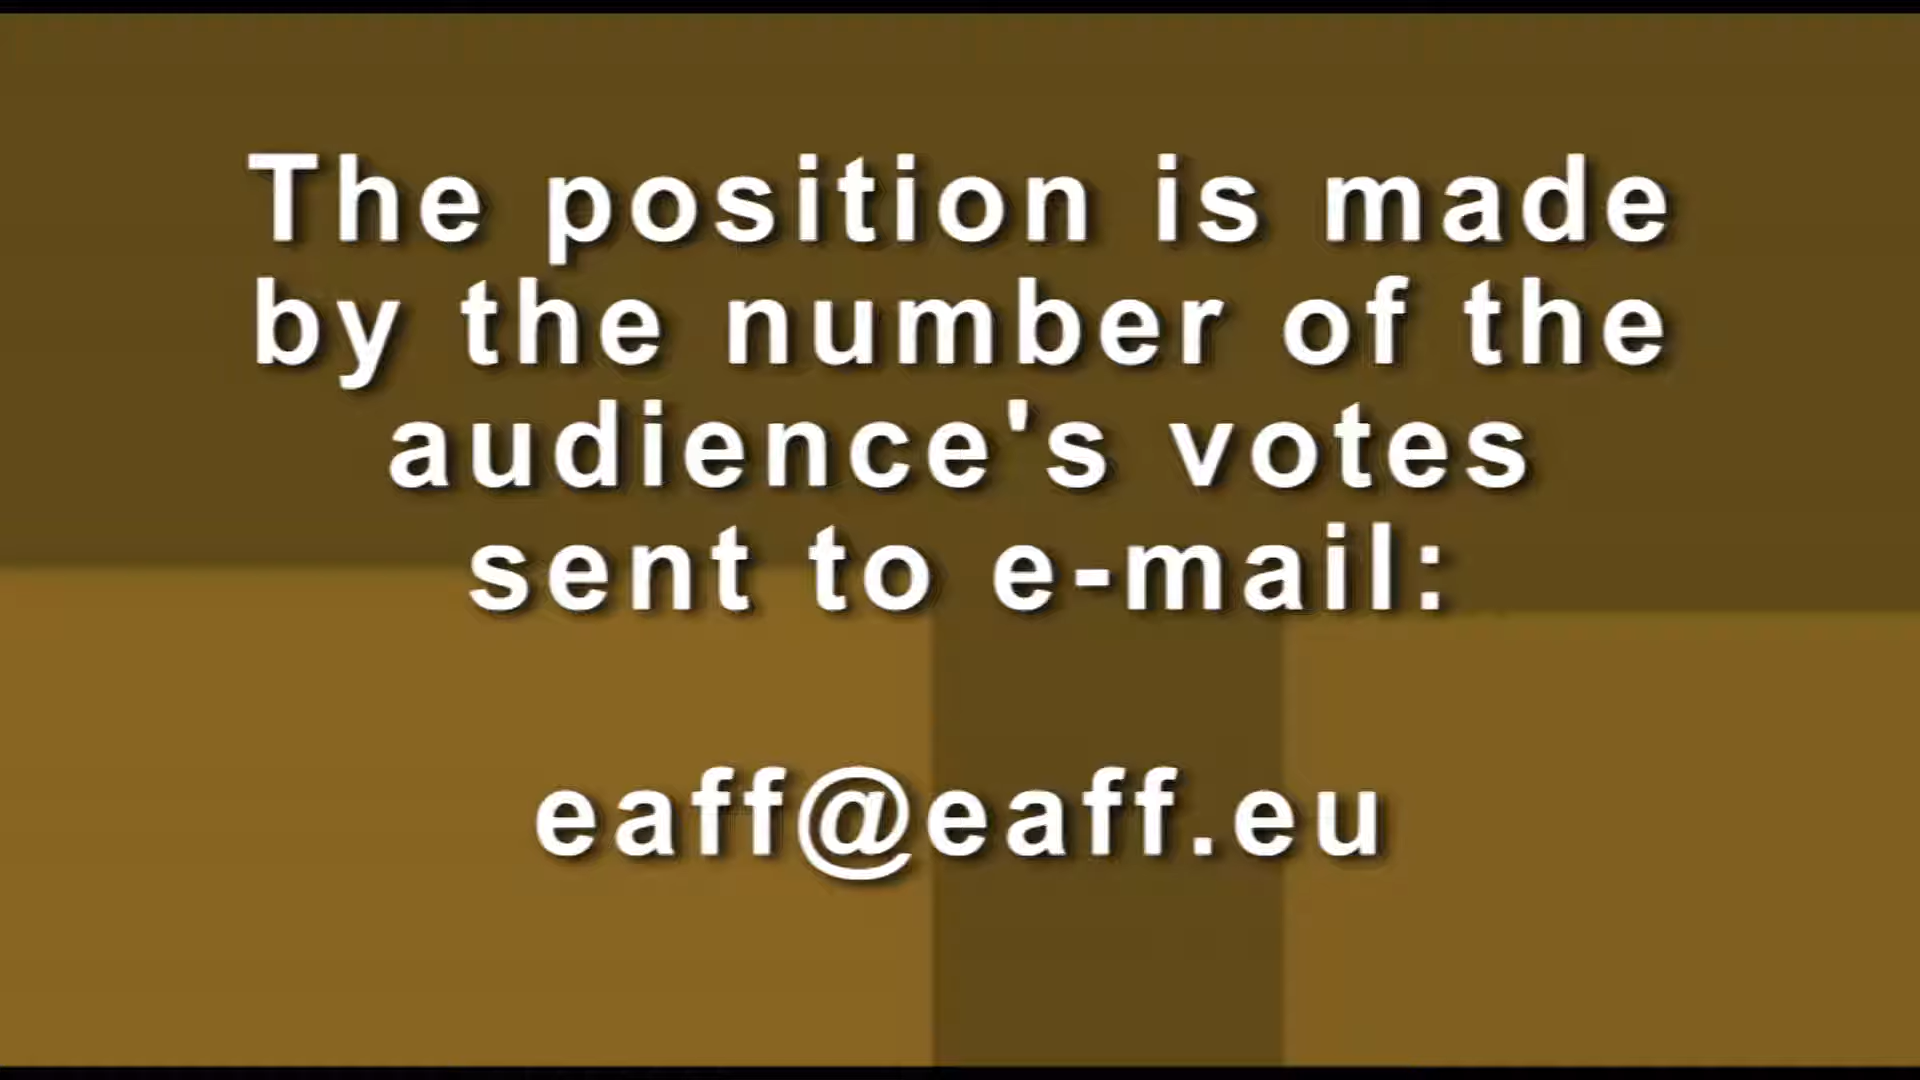 The position is made
by the number of the
audience's votes
sent to e-mail:
eaff@eaff.eu